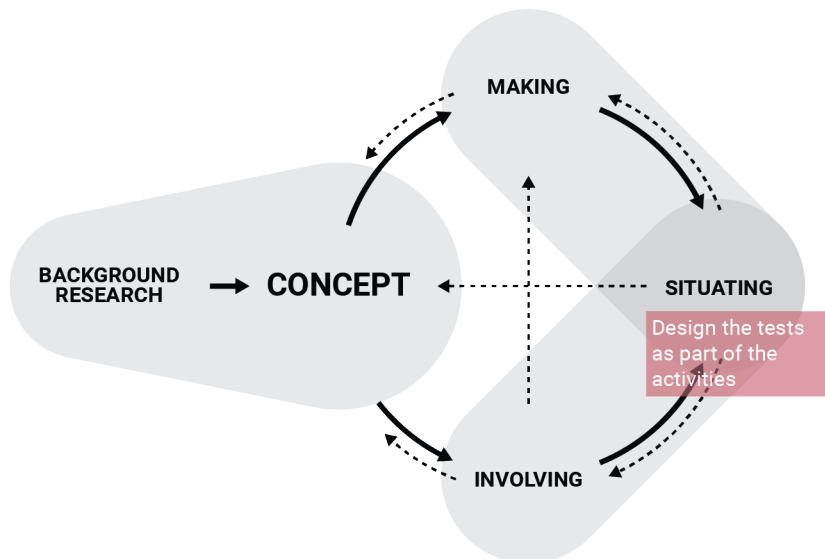 MAKING
BACKGROUND
RESEARCH
CONCEPT
SITUATING
Design the tests
as part of the
activities
INVOLVING